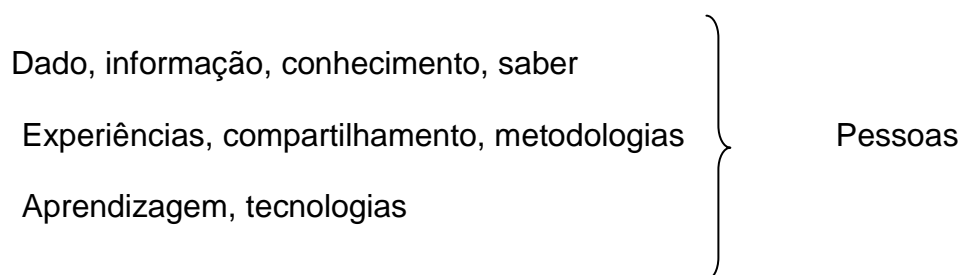 Dado, informação, conhecimento, saber
Experiências, compartilhamento, metodologias
Pessoas
Aprendizagem, tecnologias